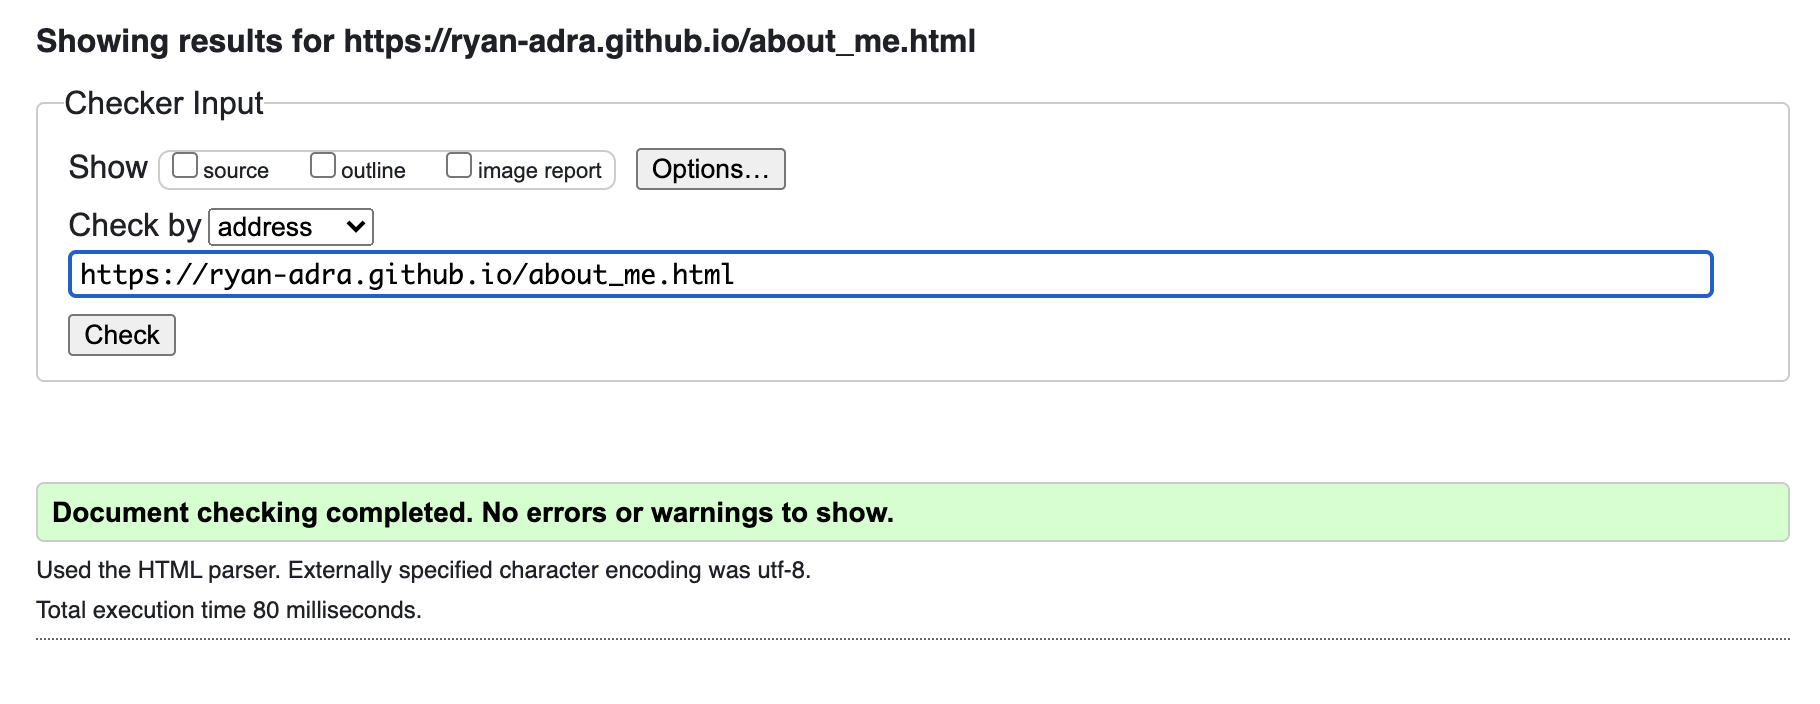 Showing results for https://ryan-adra.github.io/about_me.html
Checker Input
Show source outline image report Options...
Check by address
https://ryan-adra.github.io/about_me.html
Check
Document checking completed. No errors or warnings to show.
Used the HTML parser. Externally specified character encoding was utf-8.
Total execution time 80 milliseconds.